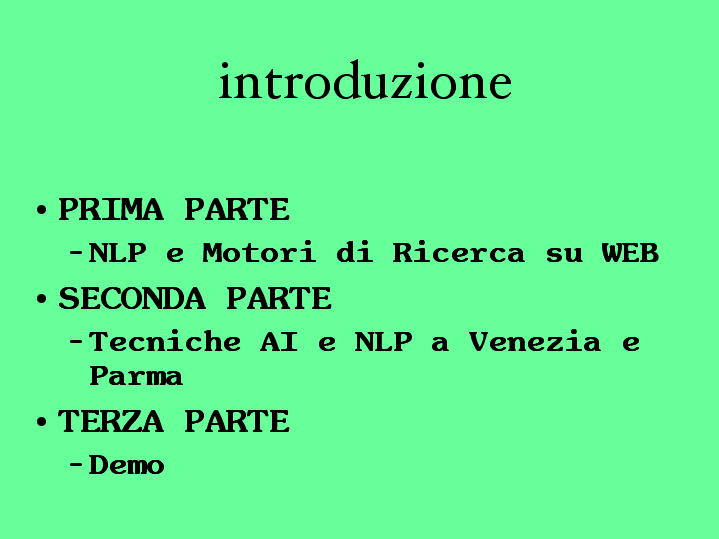 introduzione
• PRIMA PARTE
–NLP e Motori di Ricerca su WEB
• SECONDA PARTE
–Tecniche AI e NLP a Venezia e
Parma
• TERZA PARTE
–Demo